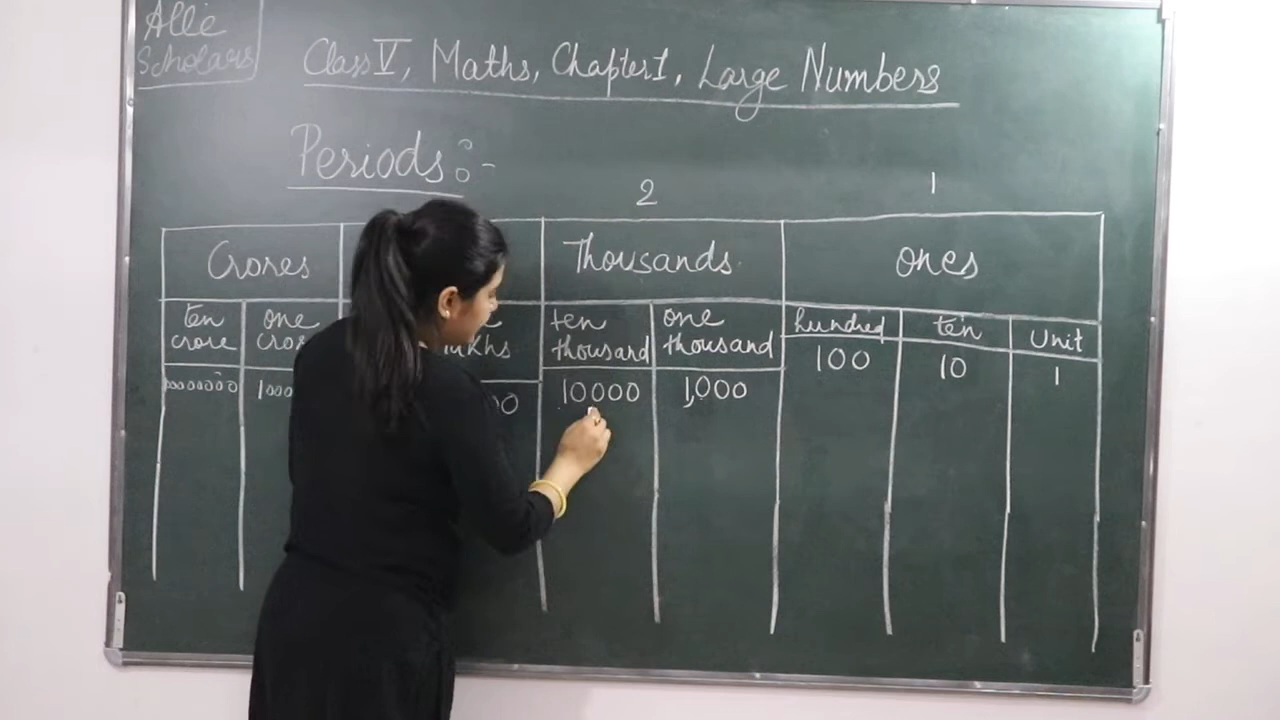 Alle
Scholars
Class V, Maths, Chapter 1, Large Numbers
Periods :-
2 1
Crores Thousands ones
ten crore one hundred ten Unit
ten thousand one thousand
100 10 1
10000 1,000